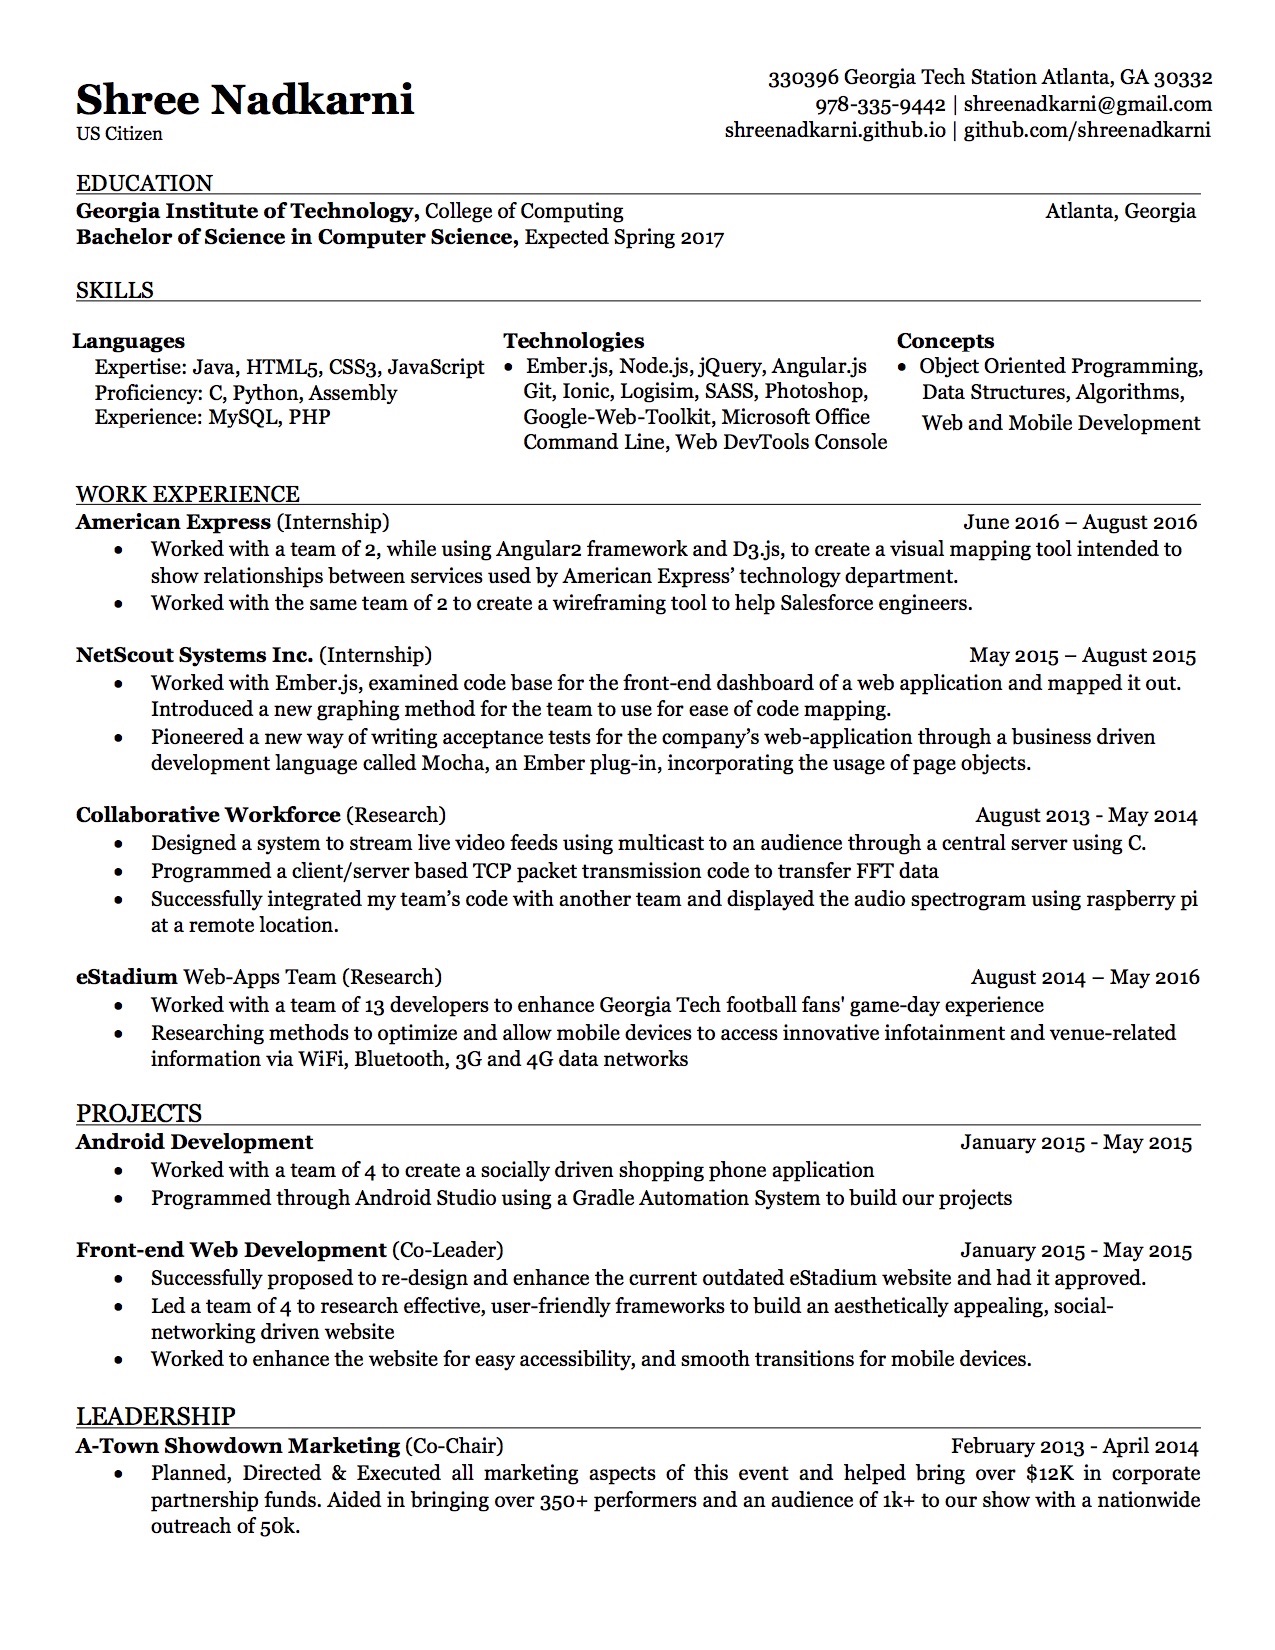 Shree Nadkarni
US Citizen
330396 Georgia Tech Station Atlanta, GA 30332
978-335-9442 | shreenadkarni@gmail.com
shreenadkarni.github.io | github.com/shreenadkarni
EDUCATION
Georgia Institute of Technology, College of Computing Atlanta, Georgia
Bachelor of Science in Computer Science, Expected Spring 2017
SKILLS
Languages
Expertise: Java, HTML5, CSS3, JavaScript
Proficiency: C, Python, Assembly
Experience: MySQL, PHP
Technologies
• Ember.js, Node.js, jQuery, Angular.js
Git, Ionic, Logisim, SASS, Photoshop,
Google-Web-Toolkit, Microsoft Office
Command Line, Web DevTools Console
Concepts
• Object Oriented Programming,
Data Structures, Algorithms,
Web and Mobile Development
WORK EXPERIENCE
American Express (Internship) June 2016 – August 2016
• Worked with a team of 2, while using Angular2 framework and D3.js, to create a visual mapping tool intended to
show relationships between services used by American Express’ technology department.
• Worked with the same team of 2 to create a wireframing tool to help Salesforce engineers.
NetScout Systems Inc. (Internship) May 2015 – August 2015
• Worked with Ember.js, examined code base for the front-end dashboard of a web application and mapped it out.
Introduced a new graphing method for the team to use for ease of code mapping.
• Pioneered a new way of writing acceptance tests for the company’s web-application through a business driven
development language called Mocha, an Ember plug-in, incorporating the usage of page objects.
Collaborative Workforce (Research) August 2013 - May 2014
• Designed a system to stream live video feeds using multicast to an audience through a central server using C.
• Programmed a client/server based TCP packet transmission code to transfer FFT data
• Successfully integrated my team’s code with another team and displayed the audio spectrogram using raspberry pi
at a remote location.
eStadium Web-Apps Team (Research) August 2014 – May 2016
• Worked with a team of 13 developers to enhance Georgia Tech football fans' game-day experience
• Researching methods to optimize and allow mobile devices to access innovative infotainment and venue-related
information via WiFi, Bluetooth, 3G and 4G data networks
PROJECTS
Android Development January 2015 - May 2015
• Worked with a team of 4 to create a socially driven shopping phone application
• Programmed through Android Studio using a Gradle Automation System to build our projects
Front-end Web Development (Co-Leader) January 2015 - May 2015
• Successfully proposed to re-design and enhance the current outdated eStadium website and had it approved.
• Led a team of 4 to research effective, user-friendly frameworks to build an aesthetically appealing, social-
networking driven website
• Worked to enhance the website for easy accessibility, and smooth transitions for mobile devices.
LEADERSHIP
A-Town Showdown Marketing (Co-Chair) February 2013 - April 2014
• Planned, Directed & Executed all marketing aspects of this event and helped bring over $12K in corporate
partnership funds. Aided in bringing over 350+ performers and an audience of 1k+ to our show with a nationwide
outreach of 50k.